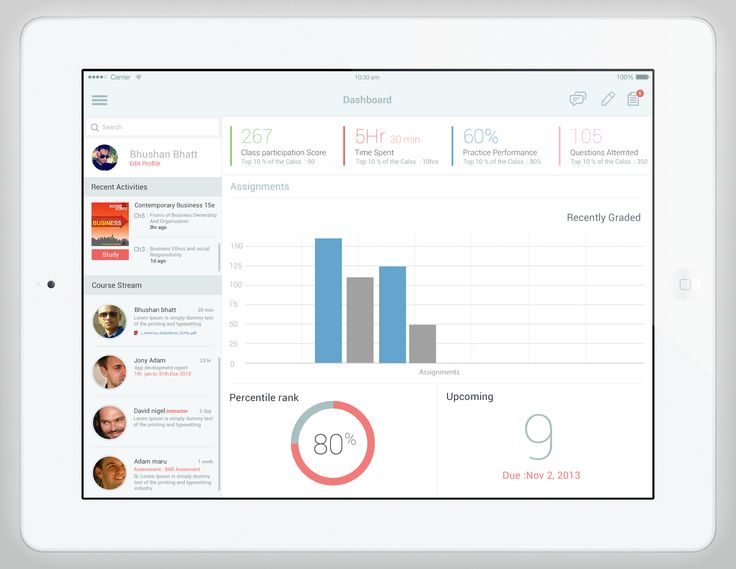 Carrier
10:30 am
100%
Dashboard
Search
Bhushan Bhatt
Edit Profile
Recent Activities
BUSINESS
Study
Contemporary Business 15e
Ch5 : Froms of Business Ownership
And Organization
3hr ago
Ch3 : Business Ethics and social
Responsibility
1d ago
Course Stream
Bhushan bhatt 30 min
Lorem Ipsum is simply dummy text
of the printing and typesetting
Jony Adam 23 hr
App development report
1th jan to 31th Dce 2013
David nigel instructor 2 day
Lorem Ipsum is simply dummy text
of the printing and typesetting
Adam maru 1 week
Assessment : BAB Assesment
Q: Lorem Ipsum is simply dummy
text of the printing and typesetting
industry.
267
Class participation Score
Top 10 % of the Calss : 90
5Hr 30 min
Time Spent
Top 10 % of the Calss : 10hrs
60%
Practice Performance
Top 10 % of the Calss : 80%
105
Questions Attemted
Top 10 % of the Calss : 350
Assignments
Recently Graded
150
125
100
75
50
25
0
Assignments
Percentile rank
80%
Upcoming
9
Due :Nov 2, 2013